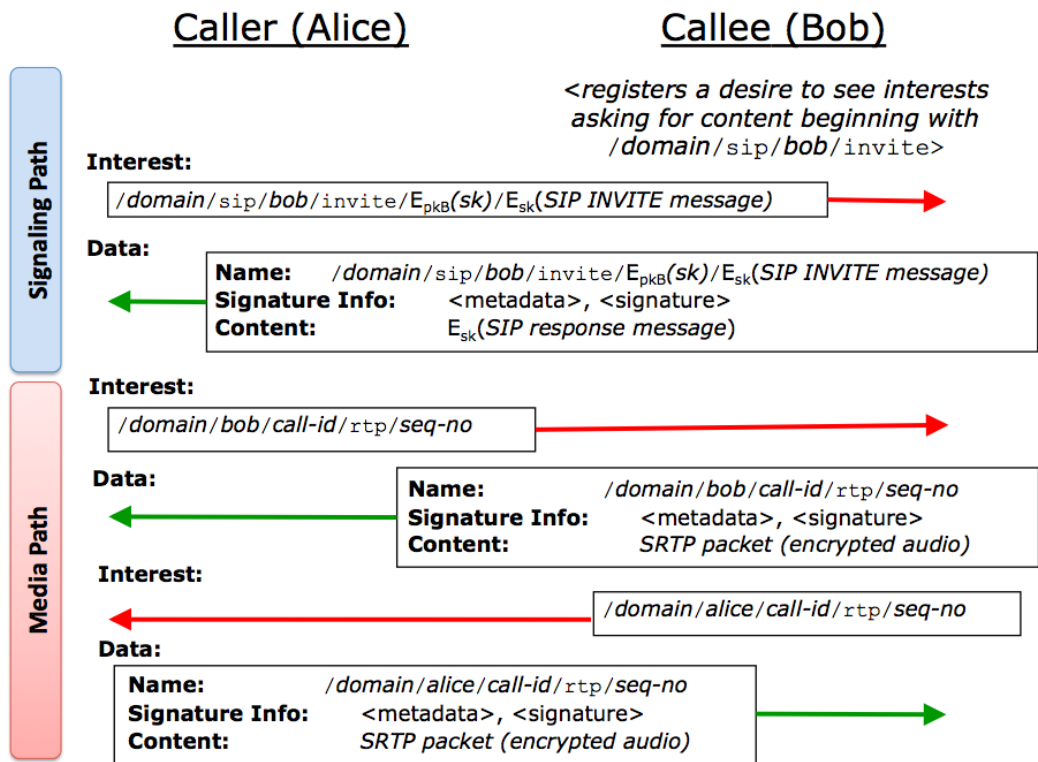 Caller (Alice)
Callee (Bob)
Signaling Path
<registers a desire to see interests
asking for content beginning with
/domain/sip/bob/invite>
Interest:
/domain/sip/bob/invite/EpkB(sk)/Esk(SIP INVITE message)
Data:
Name: /domain/sip/bob/invite/EpkB(sk)/Esk(SIP INVITE message)
Signature Info: <metadata>, <signature>
Content: Esk(SIP response message)
Media Path
Interest:
/domain/bob/call-id/rtp/seq-no
Data:
Name: /domain/bob/call-id/rtp/seq-no
Signature Info: <metadata>, <signature>
Content: SRTP packet (encrypted audio)
Interest:
/domain/alice/call-id/rtp/seq-no
Data:
Name: /domain/alice/call-id/rtp/seq-no
Signature Info: <metadata>, <signature>
Content: SRTP packet (encrypted audio)